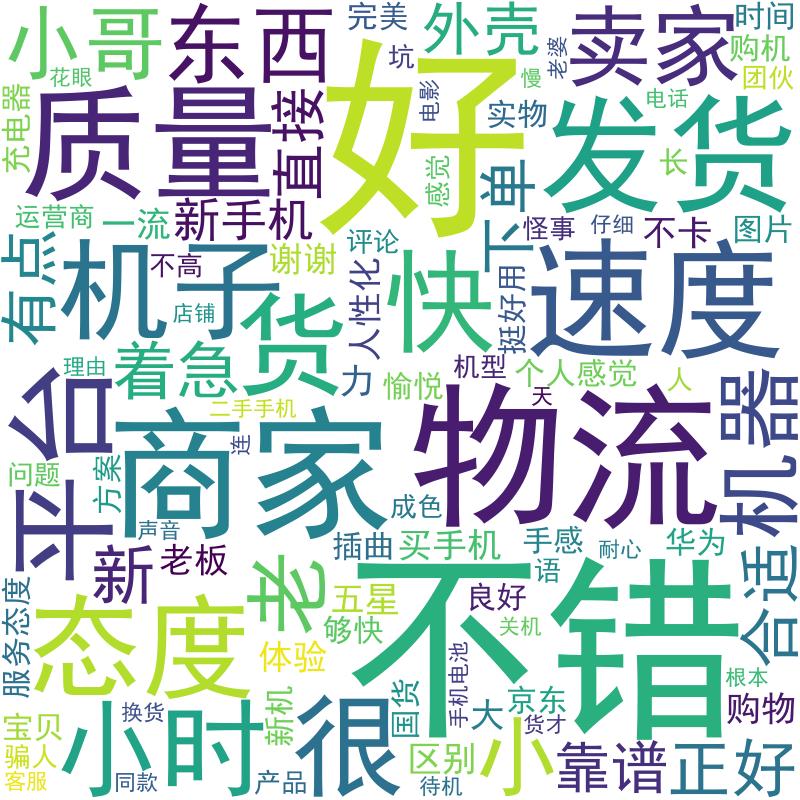 小哥
东西
完美
外壳
卖家
时间
花眼
坑
老婆
购机
慢
团伙
充电器
质量
直接
好
电影
实物
发货
电话
感觉
长
运营商
一流
新手机
下单
怪事
仔细
不卡
图片
有点
机子
不高
谢谢
评论
快
速度
人性化
挺好用
店铺
货
理由
着急
力
愉悦
机型
个人感觉
人
平台
二手手机
天
机器
商家
连
物流
问题
方案
成色
声音
插曲
买手机
手感
耐心
华为
新
老板
老
语
合适
服务态度
态度
五星
良好
不错
够快
关机
体验
手机电池
根本
国货
大
京东
购物
宝贝
换货
新机
很
货才
骗人
小时
区别
小
靠谱
正好
客服
同款
产品
待机